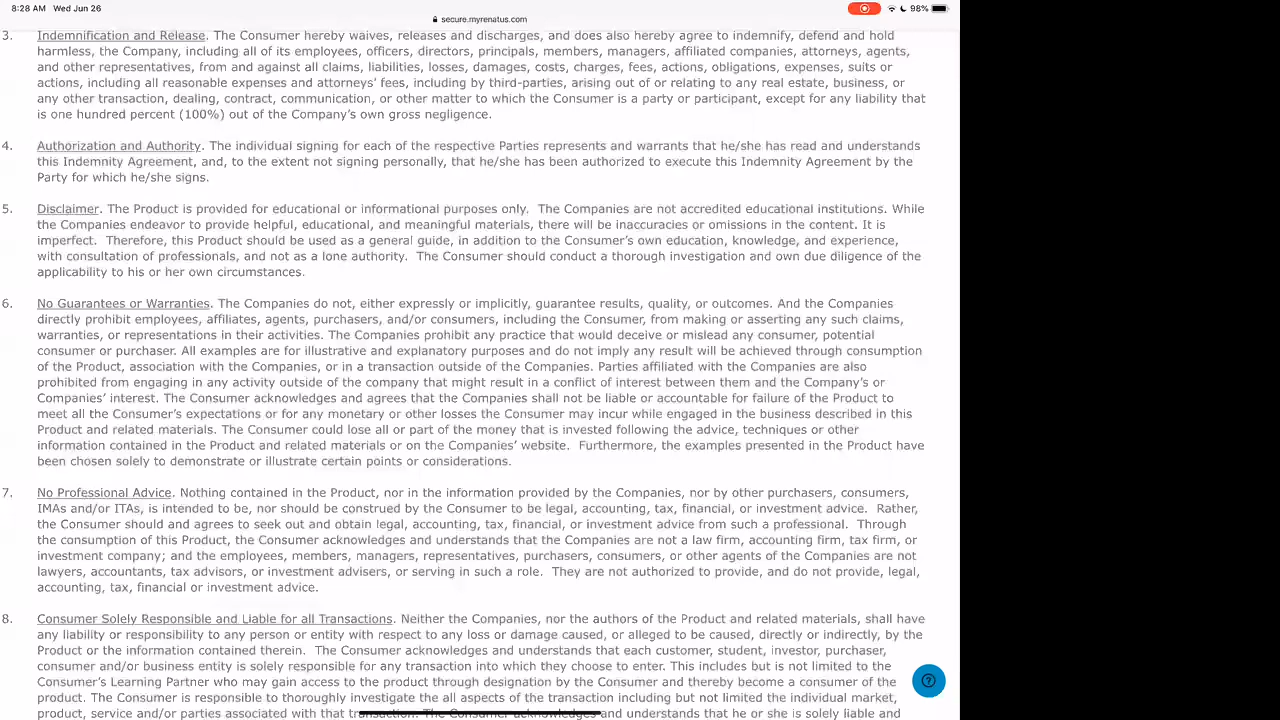 8:28 AM Wed Jun 26
98%
secure.myrenatus.com
3. Indemnification and Release. The Consumer hereby waives, releases and discharges, and does also hereby agree to indemnify, defend and hold
harmless, the Company, including all of its employees, officers, directors, principals, members, managers, affiliated companies, attorneys, agents,
and other representatives, from and against all claims, liabilities, losses, damages, costs, charges, fees, actions, obligations, expenses, suits or
actions, including all reasonable expenses and attorneys' fees, including by third-parties, arising out of or relating to any real estate, business, or
any other transaction, dealing, contract, communication, or other matter to which the Consumer is a party or participant, except for any liability that
is one hundred percent (100%) out of the Company's own gross negligence.
4. Authorization and Authority. The individual signing for each of the respective Parties represents and warrants that he/she has read and understands
this Indemnity Agreement, and, to the extent not signing personally, that he/she has been authorized to execute this Indemnity Agreement by the
Party for which he/she signs.
5. Disclaimer. The Product is provided for educational or informational purposes only. The Companies are not accredited educational institutions. While
the Companies endeavor to provide helpful, educational, and meaningful materials, there will be inaccuracies or omissions in the content. It is
imperfect. Therefore, this Product should be used as a general guide, in addition to the Consumer's own education, knowledge, and experience,
with consultation of professionals, and not as a lone authority. The Consumer should conduct a thorough investigation and own due diligence of the
applicability to his or her own circumstances.
6. No Guarantees or Warranties. The Companies do not, either expressly or implicitly, guarantee results, quality, or outcomes. And the Companies
directly prohibit employees, affiliates, agents, purchasers, and/or consumers, including the Consumer, from making or asserting any such claims,
warranties, or representations in their activities. The Companies prohibit any practice that would deceive or mislead any consumer, potential
consumer or purchaser. All examples are for illustrative and explanatory purposes and do not imply any result will be achieved through consumption
of the Product, association with the Companies, or in a transaction outside of the Companies. Parties affiliated with the Companies are also
prohibited from engaging in any activity outside of the company that might result in a conflict of interest between them and the Company's or
Companies' interest. The Consumer acknowledges and agrees that the Companies shall not be liable or accountable for failure of the Product to
meet all the Consumer's expectations or for any monetary or other losses the Consumer may incur while engaged in the business described in this
Product and related materials. The Consumer could lose all or part of the money that is invested following the advice, techniques or other
information contained in the Product and related materials or on the Companies' website. Furthermore, the examples presented in the Product have
been chosen solely to demonstrate or illustrate certain points or considerations.
7. No Professional Advice. Nothing contained in the Product, nor in the information provided by the Companies, nor by other purchasers, consumers,
IMAs and/or ITAs, is intended to be, nor should be construed by the Consumer to be legal, accounting, tax, financial, or investment advice. Rather,
the Consumer should and agrees to seek out and obtain legal, accounting, tax, financial, or investment advice from such a professional. Through
the consumption of this Product, the Consumer acknowledges and understands that the Companies are not a law firm, accounting firm, tax firm, or
investment company; and the employees, members, managers, representatives, purchasers, consumers, or other agents of the Companies are not
lawyers, accountants, tax advisors, or investment advisers, or serving in such a role. They are not authorized to provide, and do not provide, legal,
accounting, tax, financial or investment advice.
8. Consumer Solely Responsible and Liable for all Transactions. Neither the Companies, nor the authors of the Product and related materials, shall have
any liability or responsibility to any person or entity with respect to any loss or damage caused, or alleged to be caused, directly or indirectly, by the
Product or the information contained therein. The Consumer acknowledges and understands that each customer, student, investor, purchaser,
consumer and/or business entity is solely responsible for any transaction into which they choose to enter. This includes but is not limited to the
Consumer's Learning Partner who may gain access to the product through designation by the Consumer and thereby become a consumer of the
product. The Consumer is responsible to thoroughly investigate the all aspects of the transaction including but not limited the individual market,
product, service and/or parties associated with that transaction. The Consumer acknowledges and understands that he or she is solely liable and